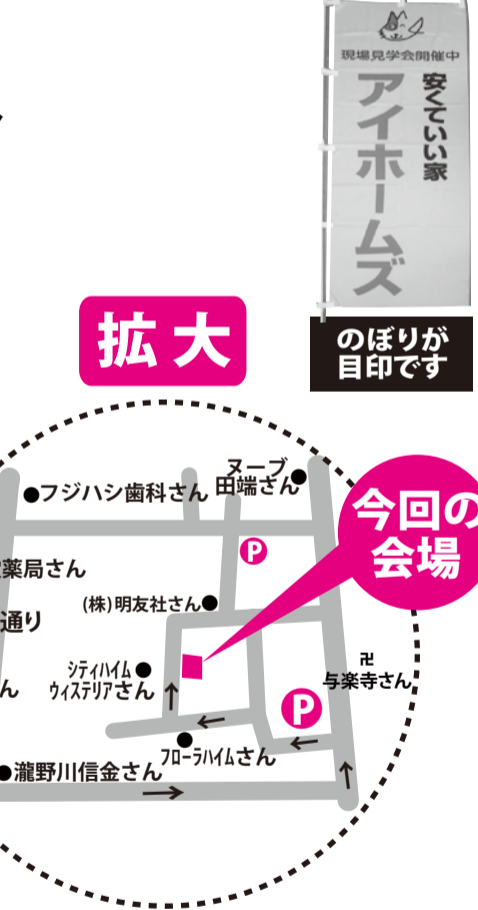 現場見学会開催中
安くていい家
アイホームズ
のぼりが
目印です
拡大
ヌーブ
田端さん
フジハシ歯科さん
今回の
会場
P
薬局さん
(株)明友社さん
通り
卍
与楽寺さん
シティハイム
ウィステリアさん
ん
P
フローラハイムさん
瀧野川信金さん